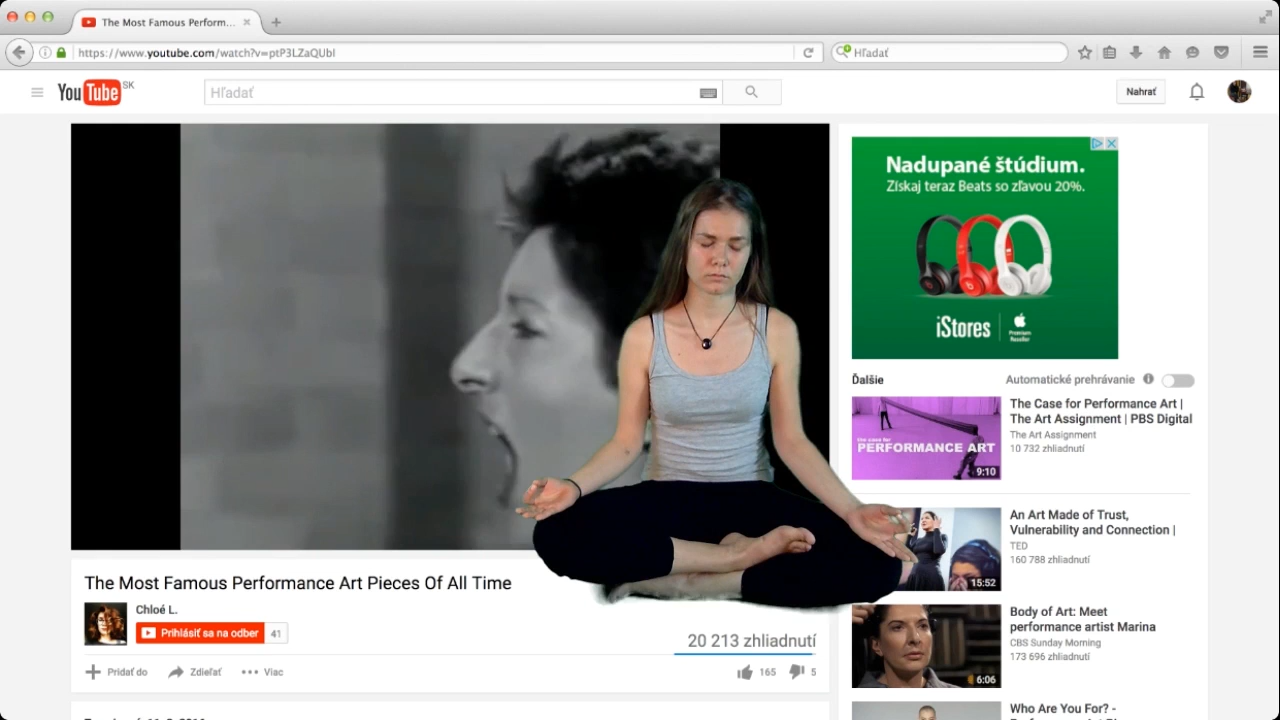 The Most Famous Perform...
https://www.youtube.com/watch?v=ptP3LZaQUbI
Hľadať
YouTube SK
Hľadať
Nahrať
Nadupané štúdium.
Získaj teraz Beats so zľavou 20%.
iStores
Premium
Reseller
Ďalšie
Automatické prehrávanie
The Case for Performance Art |
The Art Assignment | PBS Digital
The Art Assignment
10 732 zhliadnutí
the case for
PERFORMANCE ART
9:10
An Art Made of Trust,
Vulnerability and Connection |
TED
160 788 zhliadnutí
15:52
Body of Art: Meet
performance artist Marina
CBS Sunday Morning
173 696 zhliadnutí
6:06
Who Are You For? -
The Most Famous Performance Art Pieces Of All Time
Chloé L.
Prihlásiť sa na odber 41
20 213 zhliadnutí
Pridať do
Zdieľať
Viac
165
5